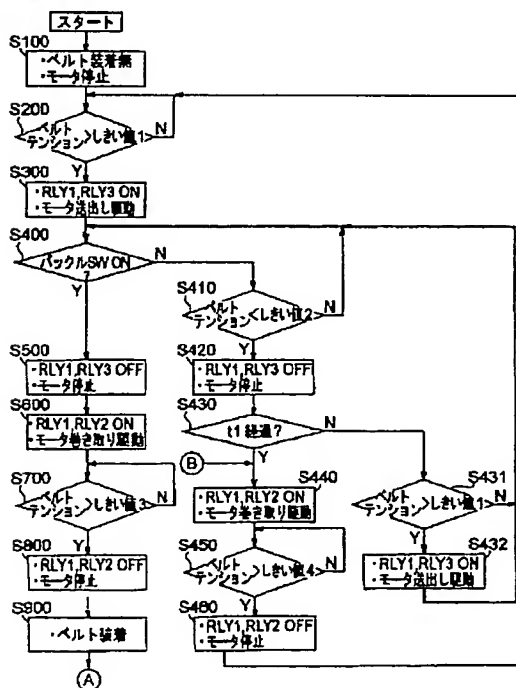 スタート
S100
・ベルト装着無
・モータ停止
S200
ベルト
テンション>しきい値1
N
Y
S300
・RLY1,RLY3 ON
・モータ送出し駆動
S400
バックルSW ON
?
N
Y
S410
ベルト
テンション<しきい値2
N
Y
S420
・RLY1,RLY3 OFF
・モータ停止
S500
・RLY1,RLY3 OFF
・モータ停止
S600
・RLY1,RLY2 ON
・モータ巻き取り駆動
S430
t1 経過?
N
Y
B
S440
・RLY1,RLY2 ON
・モータ巻き取り駆動
S431
ベルト
テンション>しきい値1
N
Y
S700
ベルト
テンション>しきい値3
N
Y
S450
ベルト
テンション>しきい値4
N
Y
S432
・RLY1,RLY3 ON
・モータ送出し駆動
S800
・RLY1,RLY2 OFF
・モータ停止
S460
・RLY1,RLY2 OFF
・モータ停止
S900
・ベルト装着
A